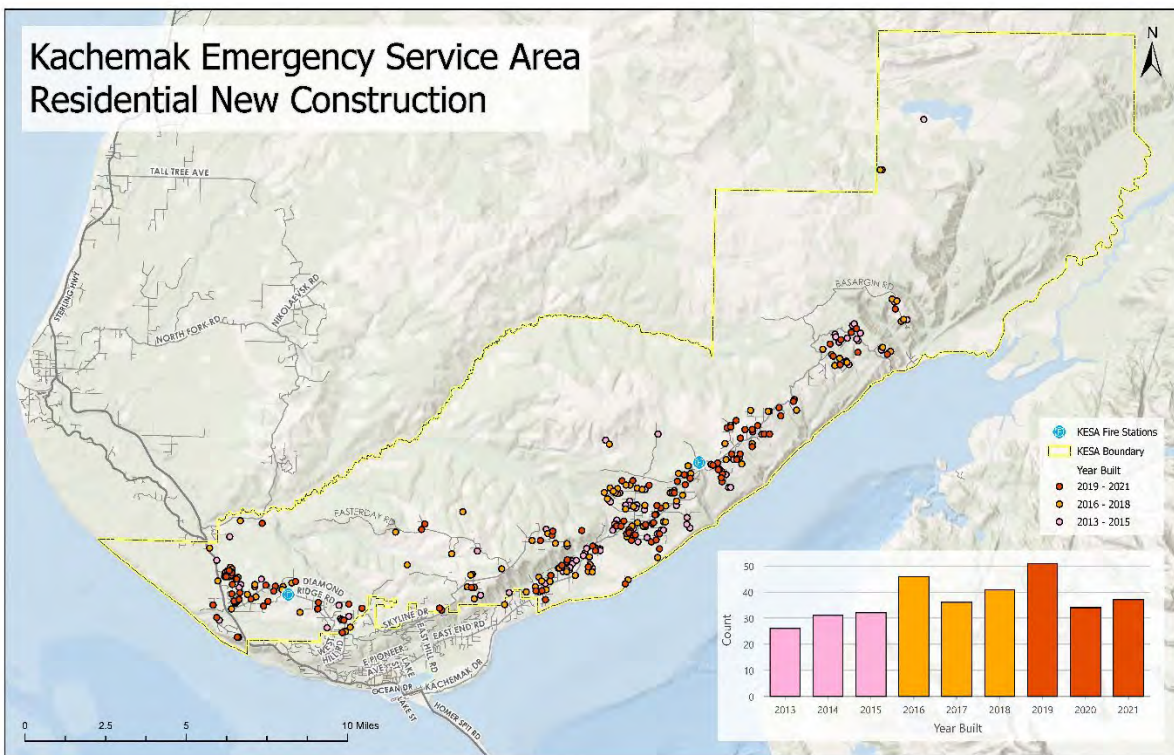 Kachemak Emergency Service Area
Residential New Construction
N
TALL TREE AVE
STERLING HWY
NIKOLAEVSK RD
NORTH FORK RD
BASARGIN RD
EASTERDAY RD
DIAMOND
RIDGE RD
SKYLINE DR
WEST
HILL RD
EAST HILL RD
EAST END RD
E PIONEER
AVE
LAKE
ST
OCEAN DR
KACHEMAK DR
LAKE ST
HOMER SPIT RD
KESA Fire Stations
KESA Boundary
Year Built
2019 - 2021
2016 - 2018
2013 - 2015
50
40
30
20
10
0
Count
2013 2014 2015 2016 2017 2018 2019 2020 2021
Year Built
0 2.5 5 10 Miles